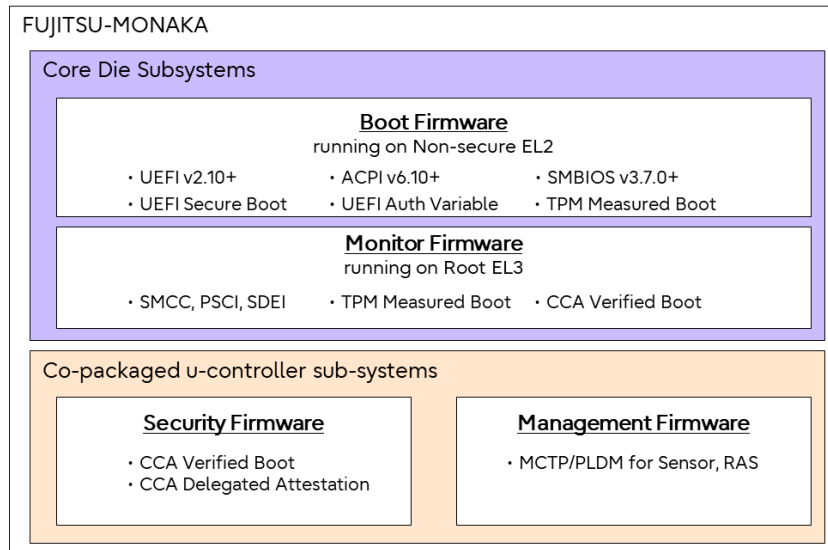 FUJITSU-MONAKA
Core Die Subsystems
Boot Firmware
running on Non-secure EL2
・UEFI v2.10+ ・ACPI v6.10+ ・SMBIOS v3.7.0+
・UEFI Secure Boot ・UEFI Auth Variable ・TPM Measured Boot
Monitor Firmware
running on Root EL3
・SMCC, PSCI, SDEI ・TPM Measured Boot ・CCA Verified Boot
Co-packaged u-controller sub-systems
Security Firmware
・CCA Verified Boot
・CCA Delegated Attestation
Management Firmware
・MCTP/PLDM for Sensor, RAS